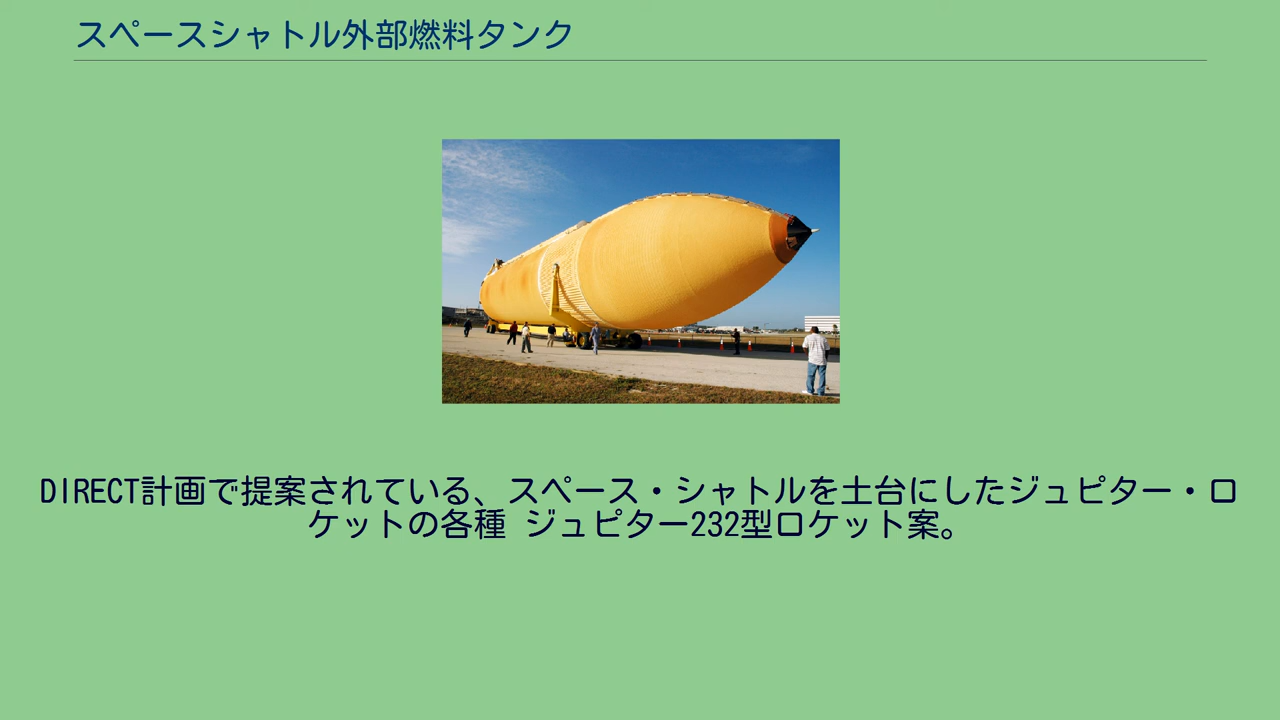 スペースシャトル外部燃料タンク
DIRECT計画で提案されている、スペース・シャトルを土台にしたジュピター・ロ
ケットの各種 ジュピター232型ロケット案。